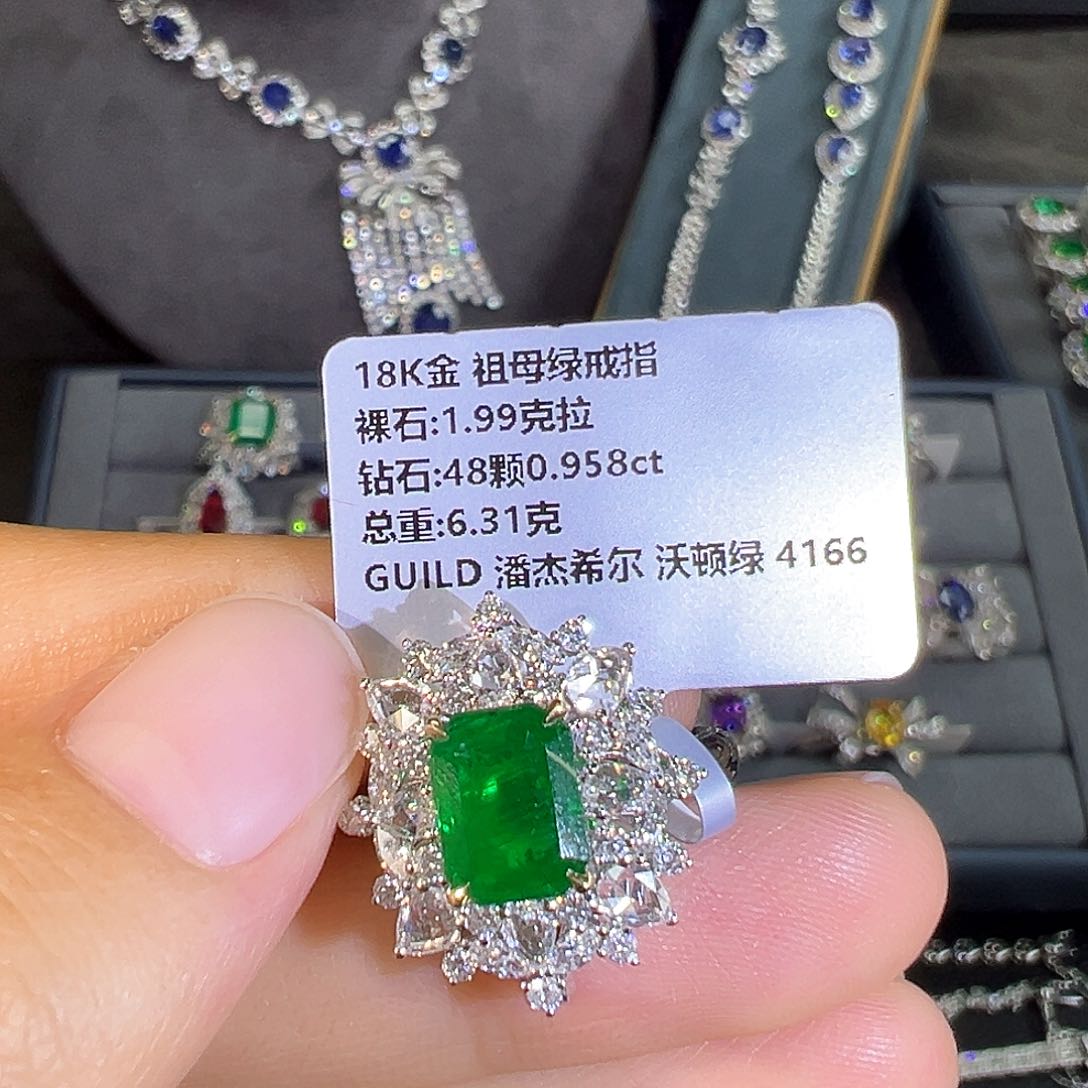 18K金 祖母绿戒指
裸石:1.99克拉
钻石:48颗0.958ct
总重:6.31克
GUILD 潘杰希尔 沃顿绿 4166